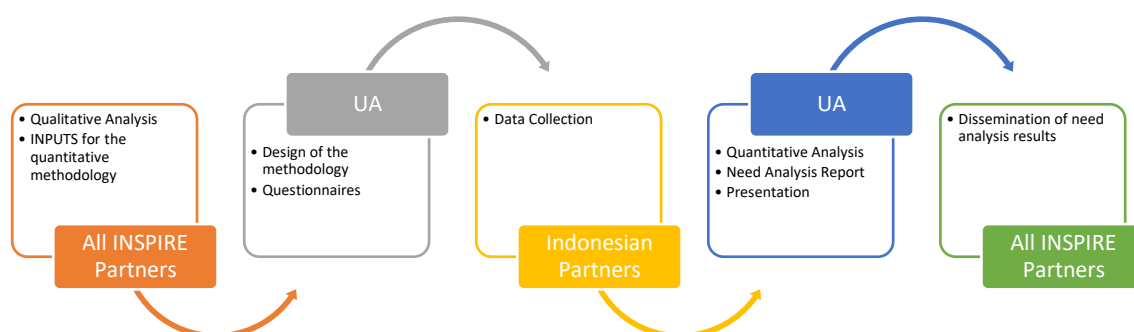 • Qualitative Analysis
• INPUTS for the
quantitative
methodology
All INSPIRE
Partners
UA
• Design of the
methodology
• Questionnaires
• Data Collection
Indonesian
Partners
UA
• Quantitative Analysis
• Need Analysis Report
• Presentation
• Dissemination of need
analysis results
All INSPIRE
Partners